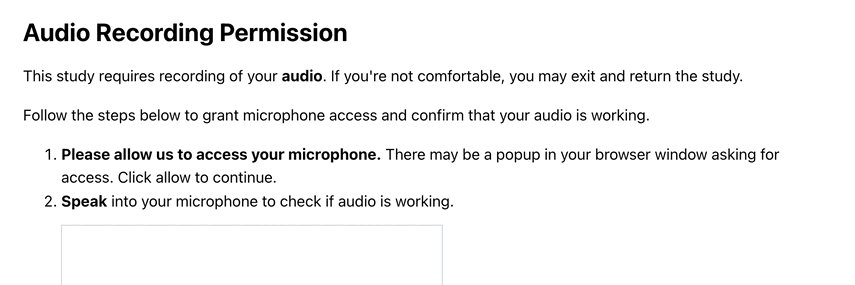 Audio Recording Permission
This study requires recording of your audio. If you're not comfortable, you may exit and return the study.
Follow the steps below to grant microphone access and confirm that your audio is working.
1. Please allow us to access your microphone. There may be a popup in your browser window asking for
access. Click allow to continue.
2. Speak into your microphone to check if audio is working.